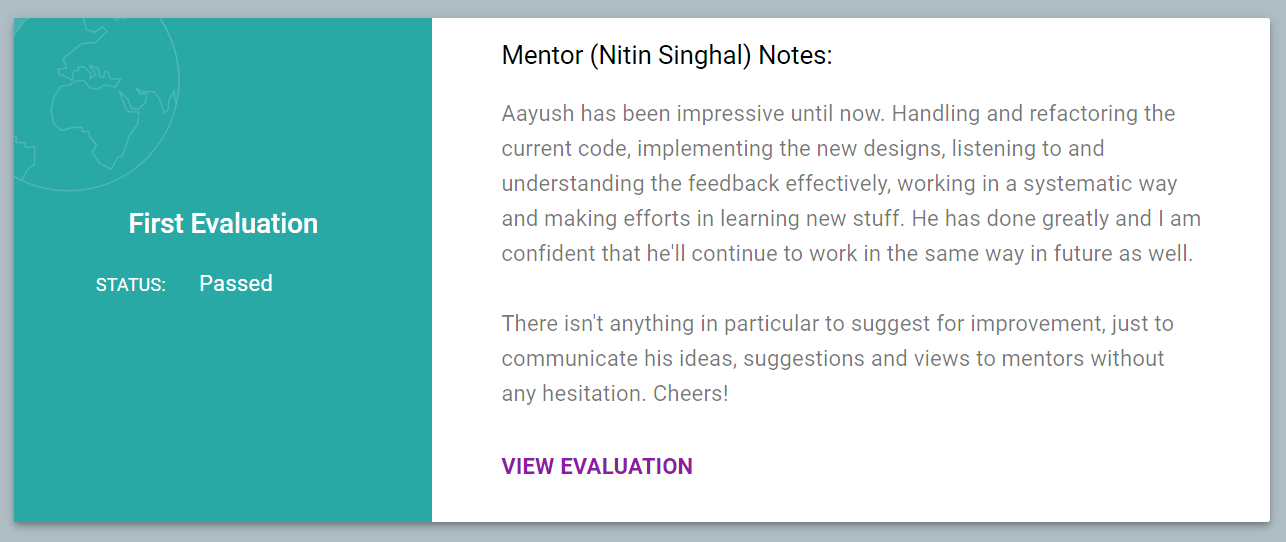 First Evaluation
STATUS: Passed
Mentor (Nitin Singhal) Notes:
Aayush has been impressive until now. Handling and refactoring the
current code, implementing the new designs, listening to and
understanding the feedback effectively, working in a systematic way
and making efforts in learning new stuff. He has done greatly and I am
confident that he'll continue to work in the same way in future as well.
There isn't anything in particular to suggest for improvement, just to
communicate his ideas, suggestions and views to mentors without
any hesitation. Cheers!
VIEW EVALUATION